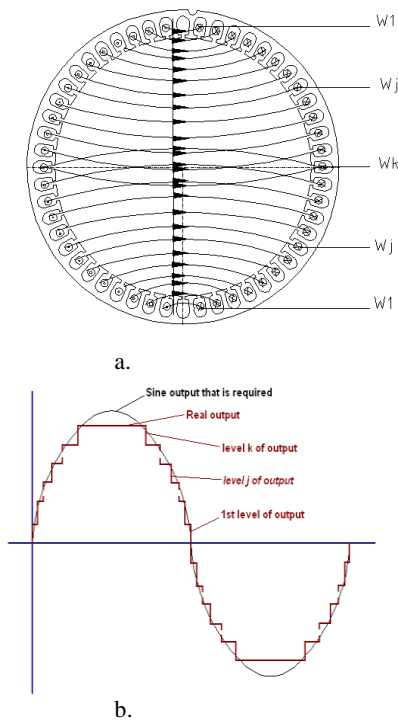 W1
Wj
Wk
Wj
W1
a.
Sine output that is required
Real output
level k of output
level j of output
1st level of output
b.